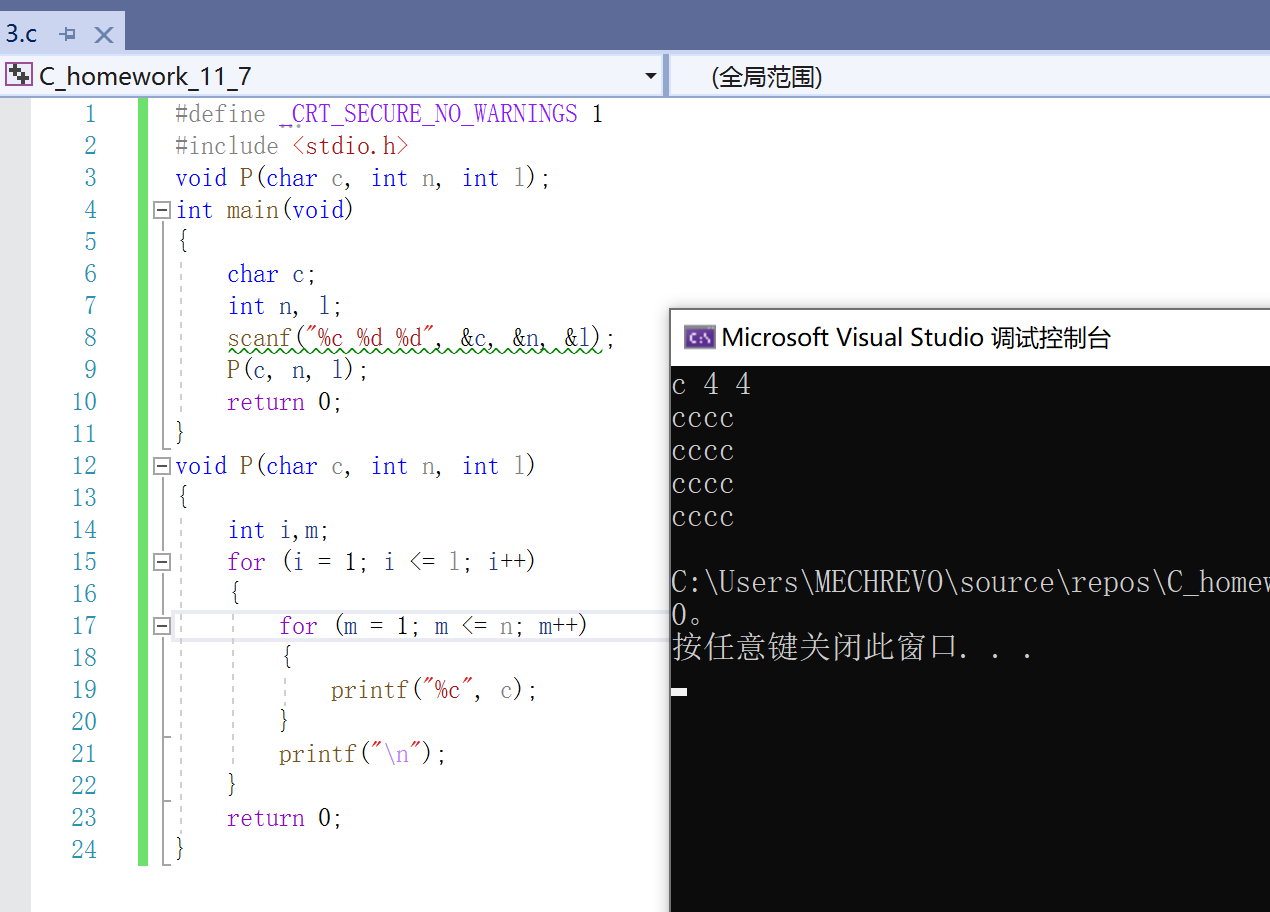 3.c
C_homework_11_7
(全局范围)
1 #define _CRT_SECURE_NO_WARNINGS 1
2 #include <stdio.h>
3 void P(char c, int n, int l);
4 int main(void)
5 {
6 char c;
7 int n, l;
8 scanf("%c %d %d", &c, &n, &l);
9 P(c, n, l);
10 return 0;
11 }
12 void P(char c, int n, int l)
13 {
14 int i,m;
15 for (i = 1; i <= l; i++)
16 {
17 for (m = 1; m <= n; m++)
18 {
19 printf("%c", c);
20 }
21 printf("\n");
22 }
23 return 0;
24 }
Microsoft Visual Studio 调试控制台
c 4 4
cccc
cccc
cccc
cccc
C:\Users\MECHREVO\source\repos\C_homew
0。
按任意键关闭此窗口. . .